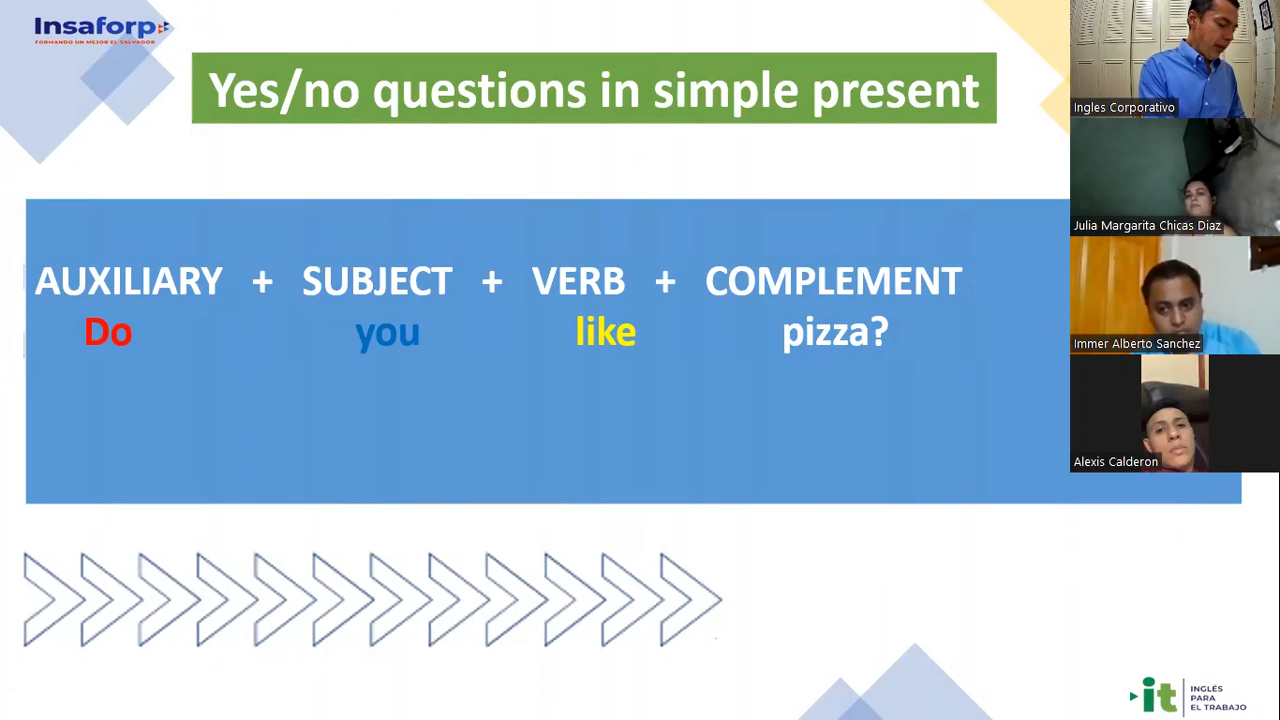 Insaforp
FORMANDO UN MEJOR EL SALVADOR
Yes/no questions in simple present
AUXILIARY + SUBJECT + VERB + COMPLEMENT
Do you like pizza?
Ingles Corporativo
Julia Margarita Chicas Diaz
Immer Alberto Sanchez
Alexis Calderon
it
INGLÉS
PARA
EL TRABAJO